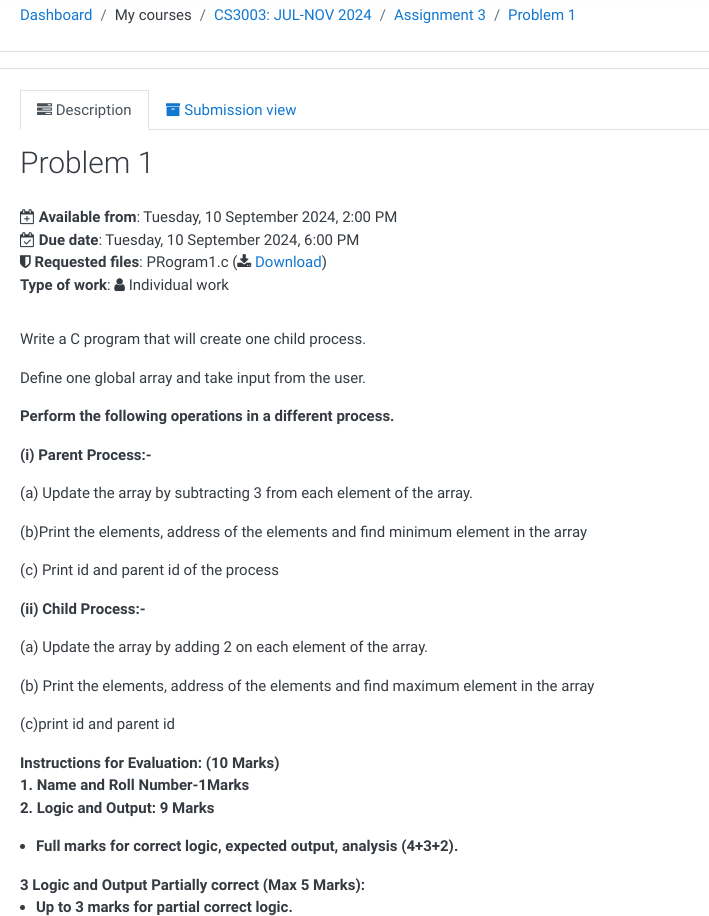 Dashboard / My courses / CS3003: JUL-NOV 2024 / Assignment 3 / Problem 1
Description
Submission view
Problem 1
Available from: Tuesday, 10 September 2024, 2:00 PM
Due date: Tuesday, 10 September 2024, 6:00 PM
Requested files: PRogram1.c (Download)
Type of work: Individual work
Write a C program that will create one child process.
Define one global array and take input from the user.
Perform the following operations in a different process.
(i) Parent Process:-
(a) Update the array by subtracting 3 from each element of the array.
(b)Print the elements, address of the elements and find minimum element in the array
(c) Print id and parent id of the process
(ii) Child Process:-
(a) Update the array by adding 2 on each element of the array.
(b) Print the elements, address of the elements and find maximum element in the array
(c)print id and parent id
Instructions for Evaluation: (10 Marks)
1. Name and Roll Number-1Marks
2. Logic and Output: 9 Marks
• Full marks for correct logic, expected output, analysis (4+3+2).
3 Logic and Output Partially correct (Max 5 Marks):
• Up to 3 marks for partial correct logic.